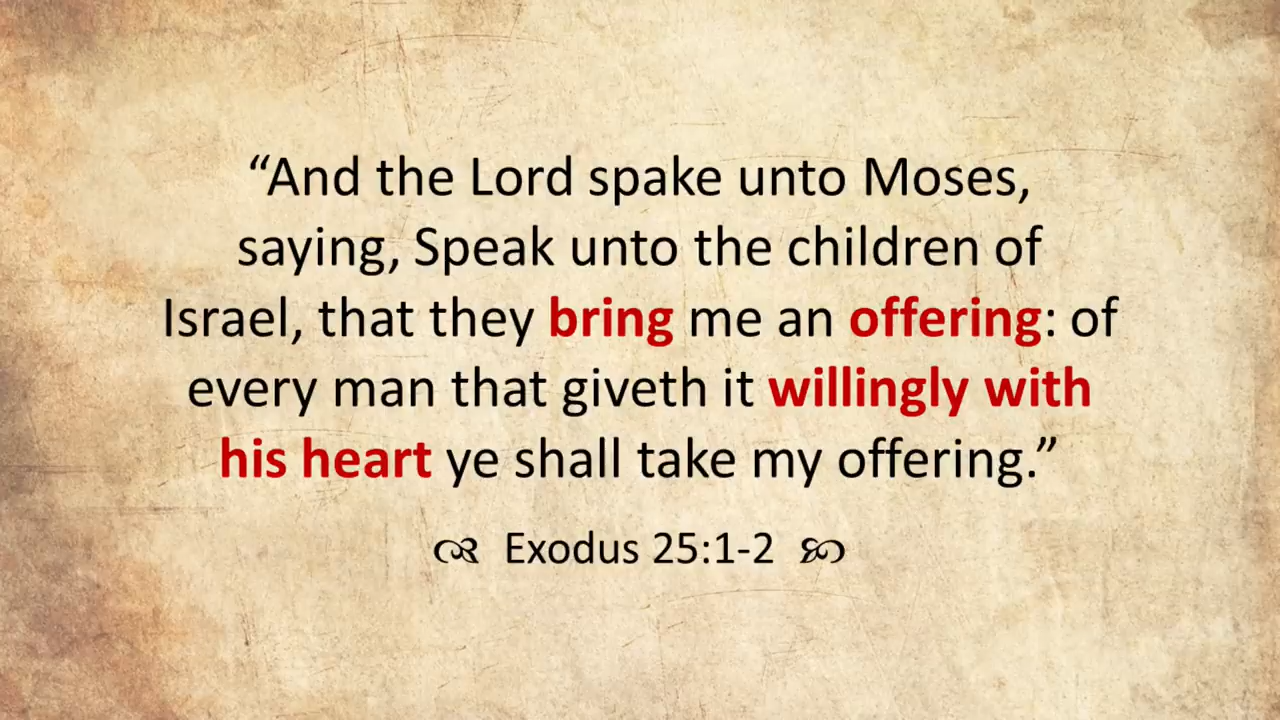 “And the Lord spake unto Moses,
saying, Speak unto the children of
Israel, that they bring me an offering: of
every man that giveth it willingly with
his heart ye shall take my offering.”
Exodus 25:1-2